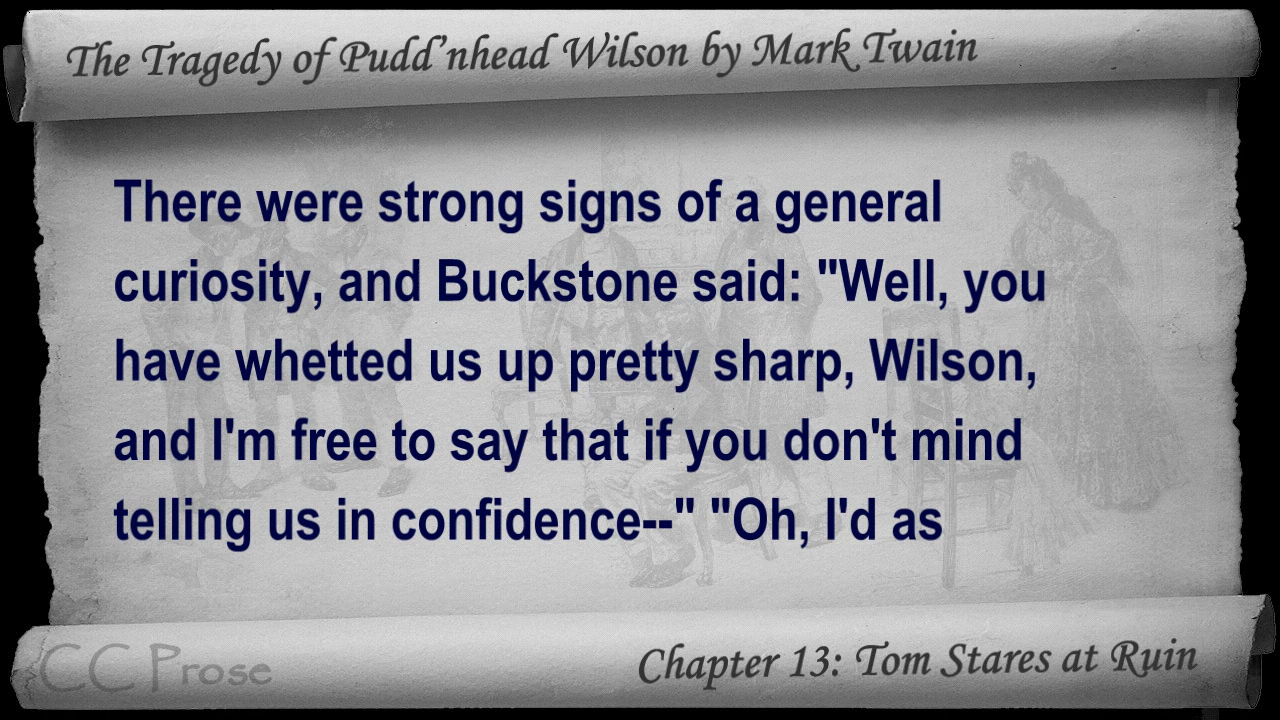 The Tragedy of Pudd'nhead Wilson by Mark Twain
There were strong signs of a general
curiosity, and Buckstone said: "Well, you
have whetted us up pretty sharp, Wilson,
and I'm free to say that if you don't mind
telling us in confidence--" "Oh, I'd as
CC Prose
Chapter 13: Tom Stares at Ruin